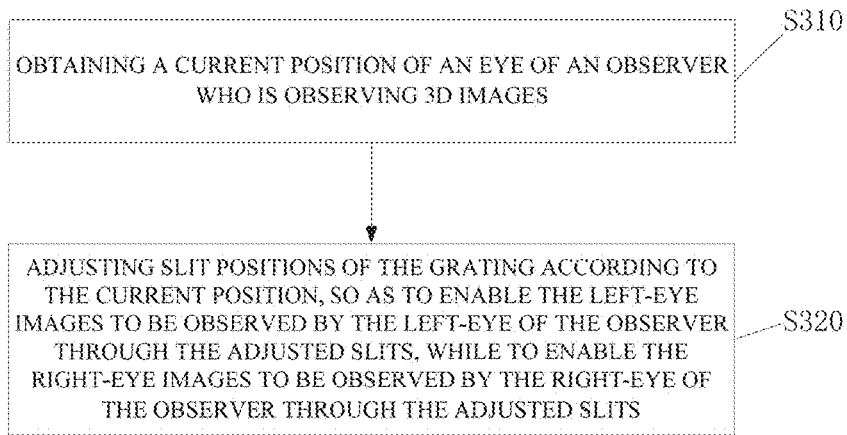 S310
OBTAINING A CURRENT POSITION OF AN EYE OF AN OBSERVER
WHO IS OBSERVING 3D IMAGES
ADJUSTING SLIT POSITIONS OF THE GRATING ACCORDING TO
THE CURRENT POSITION, SO AS TO ENABLE THE LEFT-EYE
IMAGES TO BE OBSERVED BY THE LEFT-EYE OF THE OBSERVER
THROUGH THE ADJUSTED SLITS, WHILE TO ENABLE THE
RIGHT-EYE IMAGES TO BE OBSERVED BY THE RIGHT-EYE OF
THE OBSERVER THROUGH THE ADJUSTED SLITS
S320